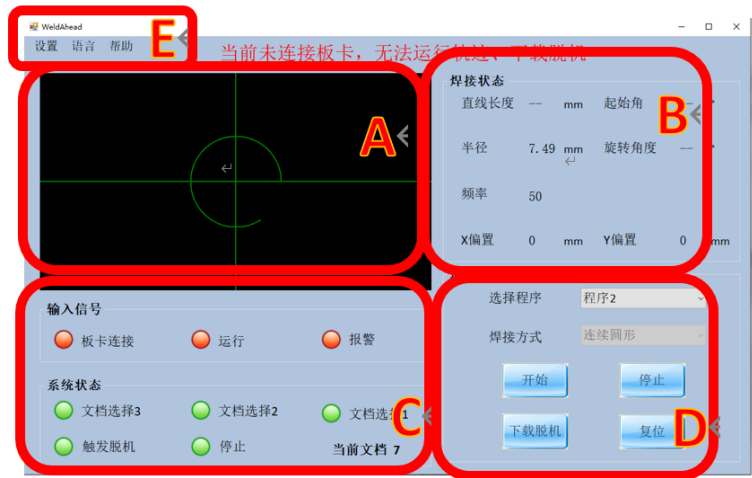 WeldAhead
设置 语言 帮助 E
当前未连接板卡，无法运行轨迹、下载脱机
A
焊接状态
直线长度 -- mm 起始角 -- °
B
半径 7.49 mm 旋转角度 -- °
频率 50
X偏置 0 mm Y偏置 0 mm
输入信号
板卡连接 运行 报警
系统状态
文档选择3 文档选择2 文档选择1
触发脱机 停止 当前文档 7
C
选择程序 程序2
焊接方式 连续圆形
开始 停止
下载脱机 复位
D